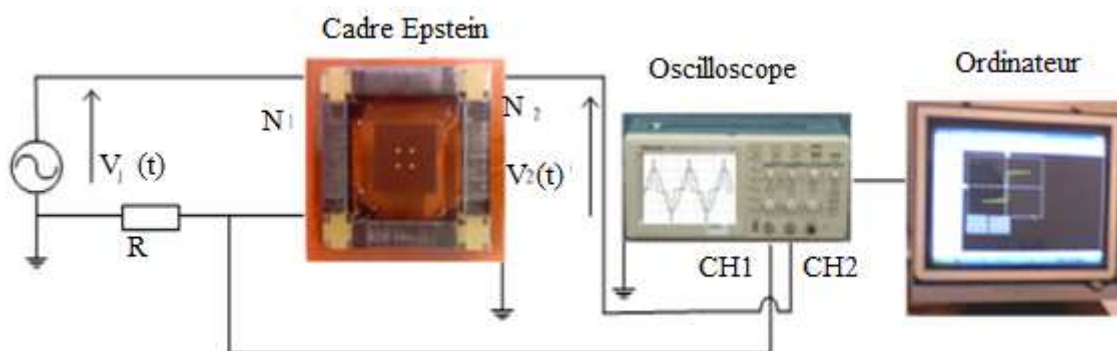 Cadre Epstein
Oscilloscope
Ordinateur
N1
N 2
V1 (t)
V2(t)
R
CH1
CH2